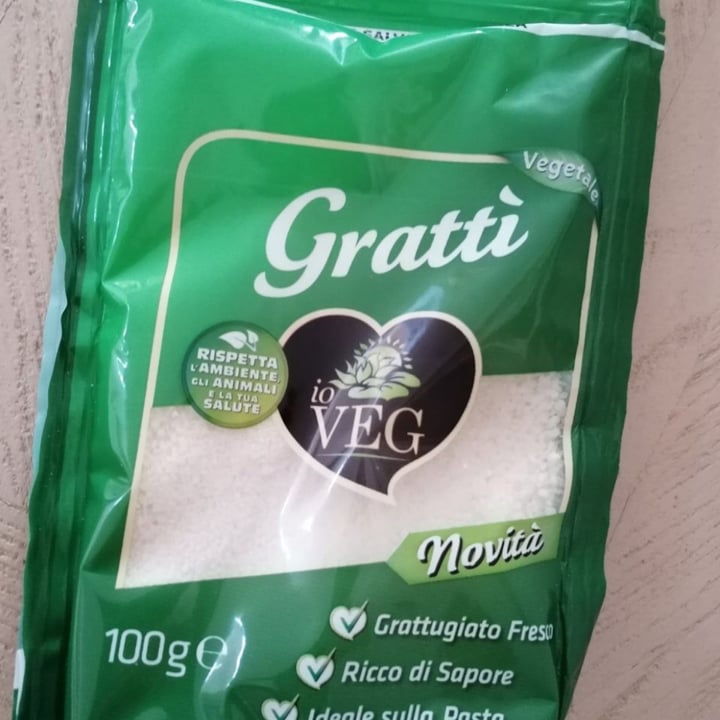 Vegetale
Grattì
RISPETTA
L'AMBIENTE,
GLI ANIMALI
E LA TUA
SALUTE
io
VEG
Novità
100g e
Grattugiato Fresco
Ricco di Sapore
Ideale sulla Pasta